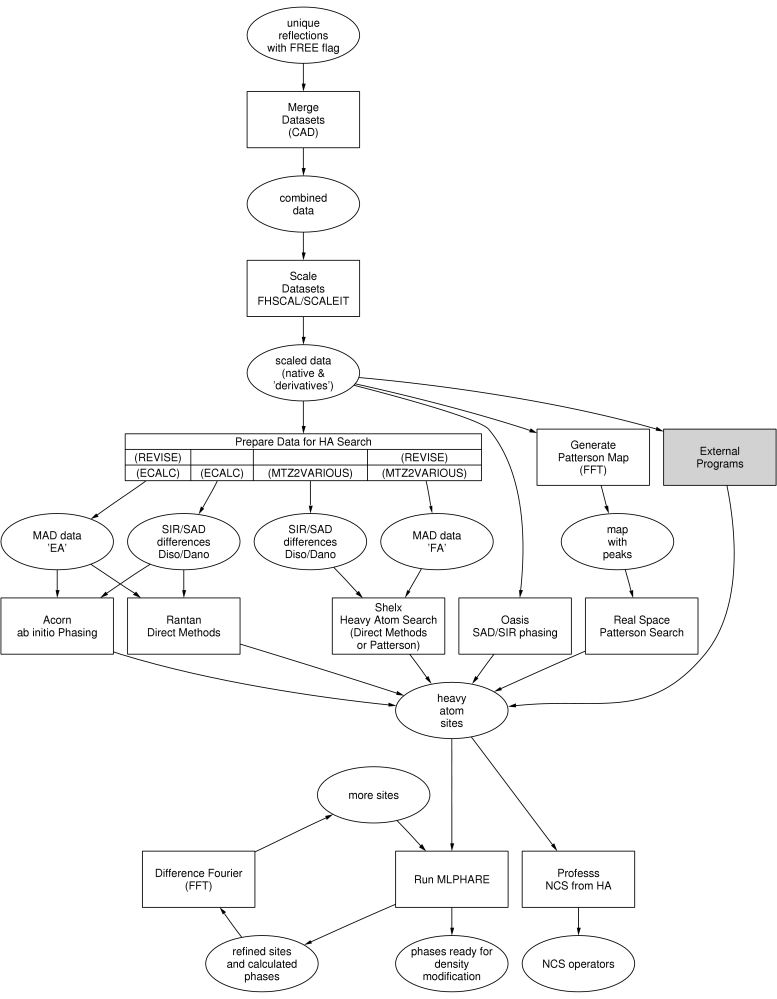 unique
reflections
with FREE flag
Merge
Datasets
(CAD)
combined
data
Scale
Datasets
FHSCAL/SCALEIT
scaled data
(native &
'derivatives')
Prepare Data for HA Search
(REVISE)
(REVISE)
(ECALC)
(ECALC)
(MTZ2VARIOUS)
(MTZ2VARIOUS)
Generate
Patterson Map
(FFT)
External
Programs
MAD data
'EA'
SIR/SAD
differences
Diso/Dano
SIR/SAD
differences
Diso/Dano
MAD data
'FA'
map
with
peaks
Acorn
ab initio Phasing
Rantan
Direct Methods
Shelx
Heavy Atom Search
(Direct Methods
or Patterson)
Oasis
SAD/SIR phasing
Real Space
Patterson Search
heavy
atom
sites
more sites
Difference Fourier
(FFT)
Run MLPHARE
Professs
NCS from HA
refined sites
and calculated
phases
phases ready for
density
modification
NCS operators